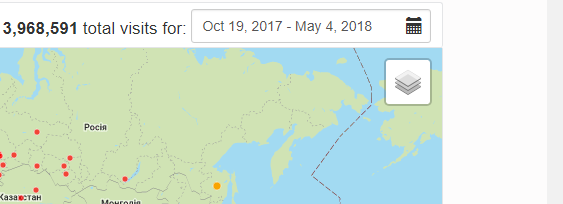 3,968,591 total visits for: Oct 19, 2017 - May 4, 2018
Росія
Казахстан
Монголія